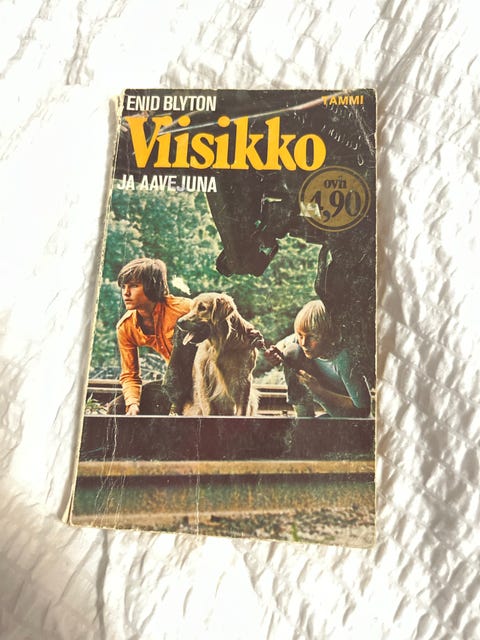 ENID BLYTON
TAMMI
Viisikko
JA AAVEJUNA
ovh
4,90